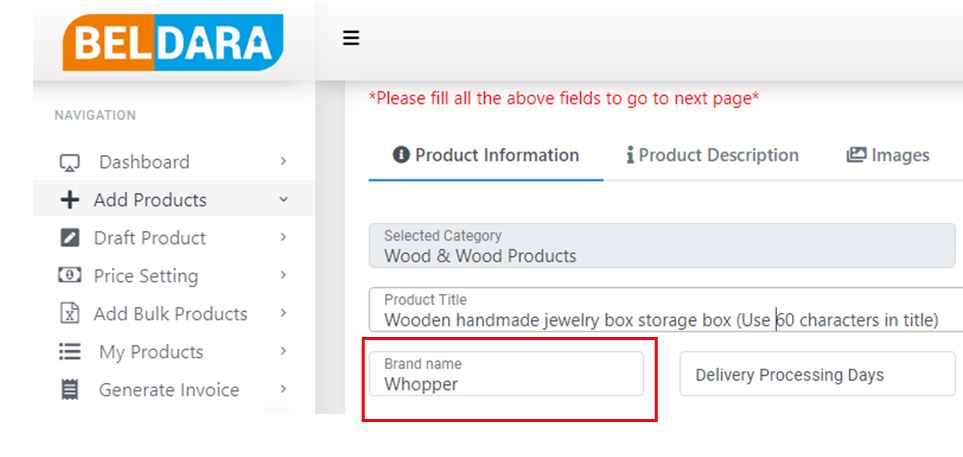 BELDARA
*Please fill all the above fields to go to next page*
NAVIGATION
Dashboard
Add Products
Draft Product
Price Setting
Add Bulk Products
My Products
Generate Invoice
Product Information
Product Description
Images
Selected Category
Wood & Wood Products
Product Title
Wooden handmade jewelry box storage box (Use 60 characters in title)
Brand name
Whopper
Delivery Processing Days